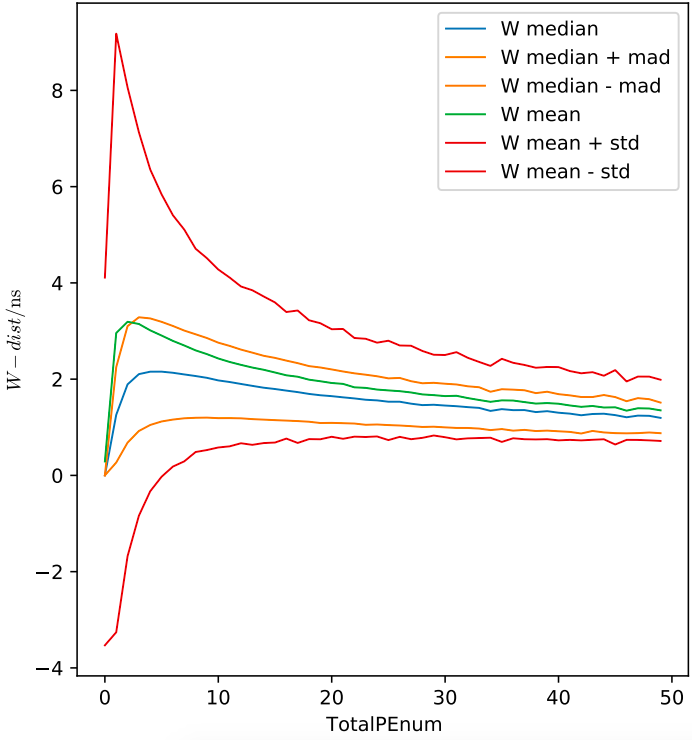 W median
W median + mad
W median - mad
W mean
W mean + std
W mean - std
8
6
4
2
0
−2
−4
W − dist/ns
0 10 20 30 40 50
TotalPEnum